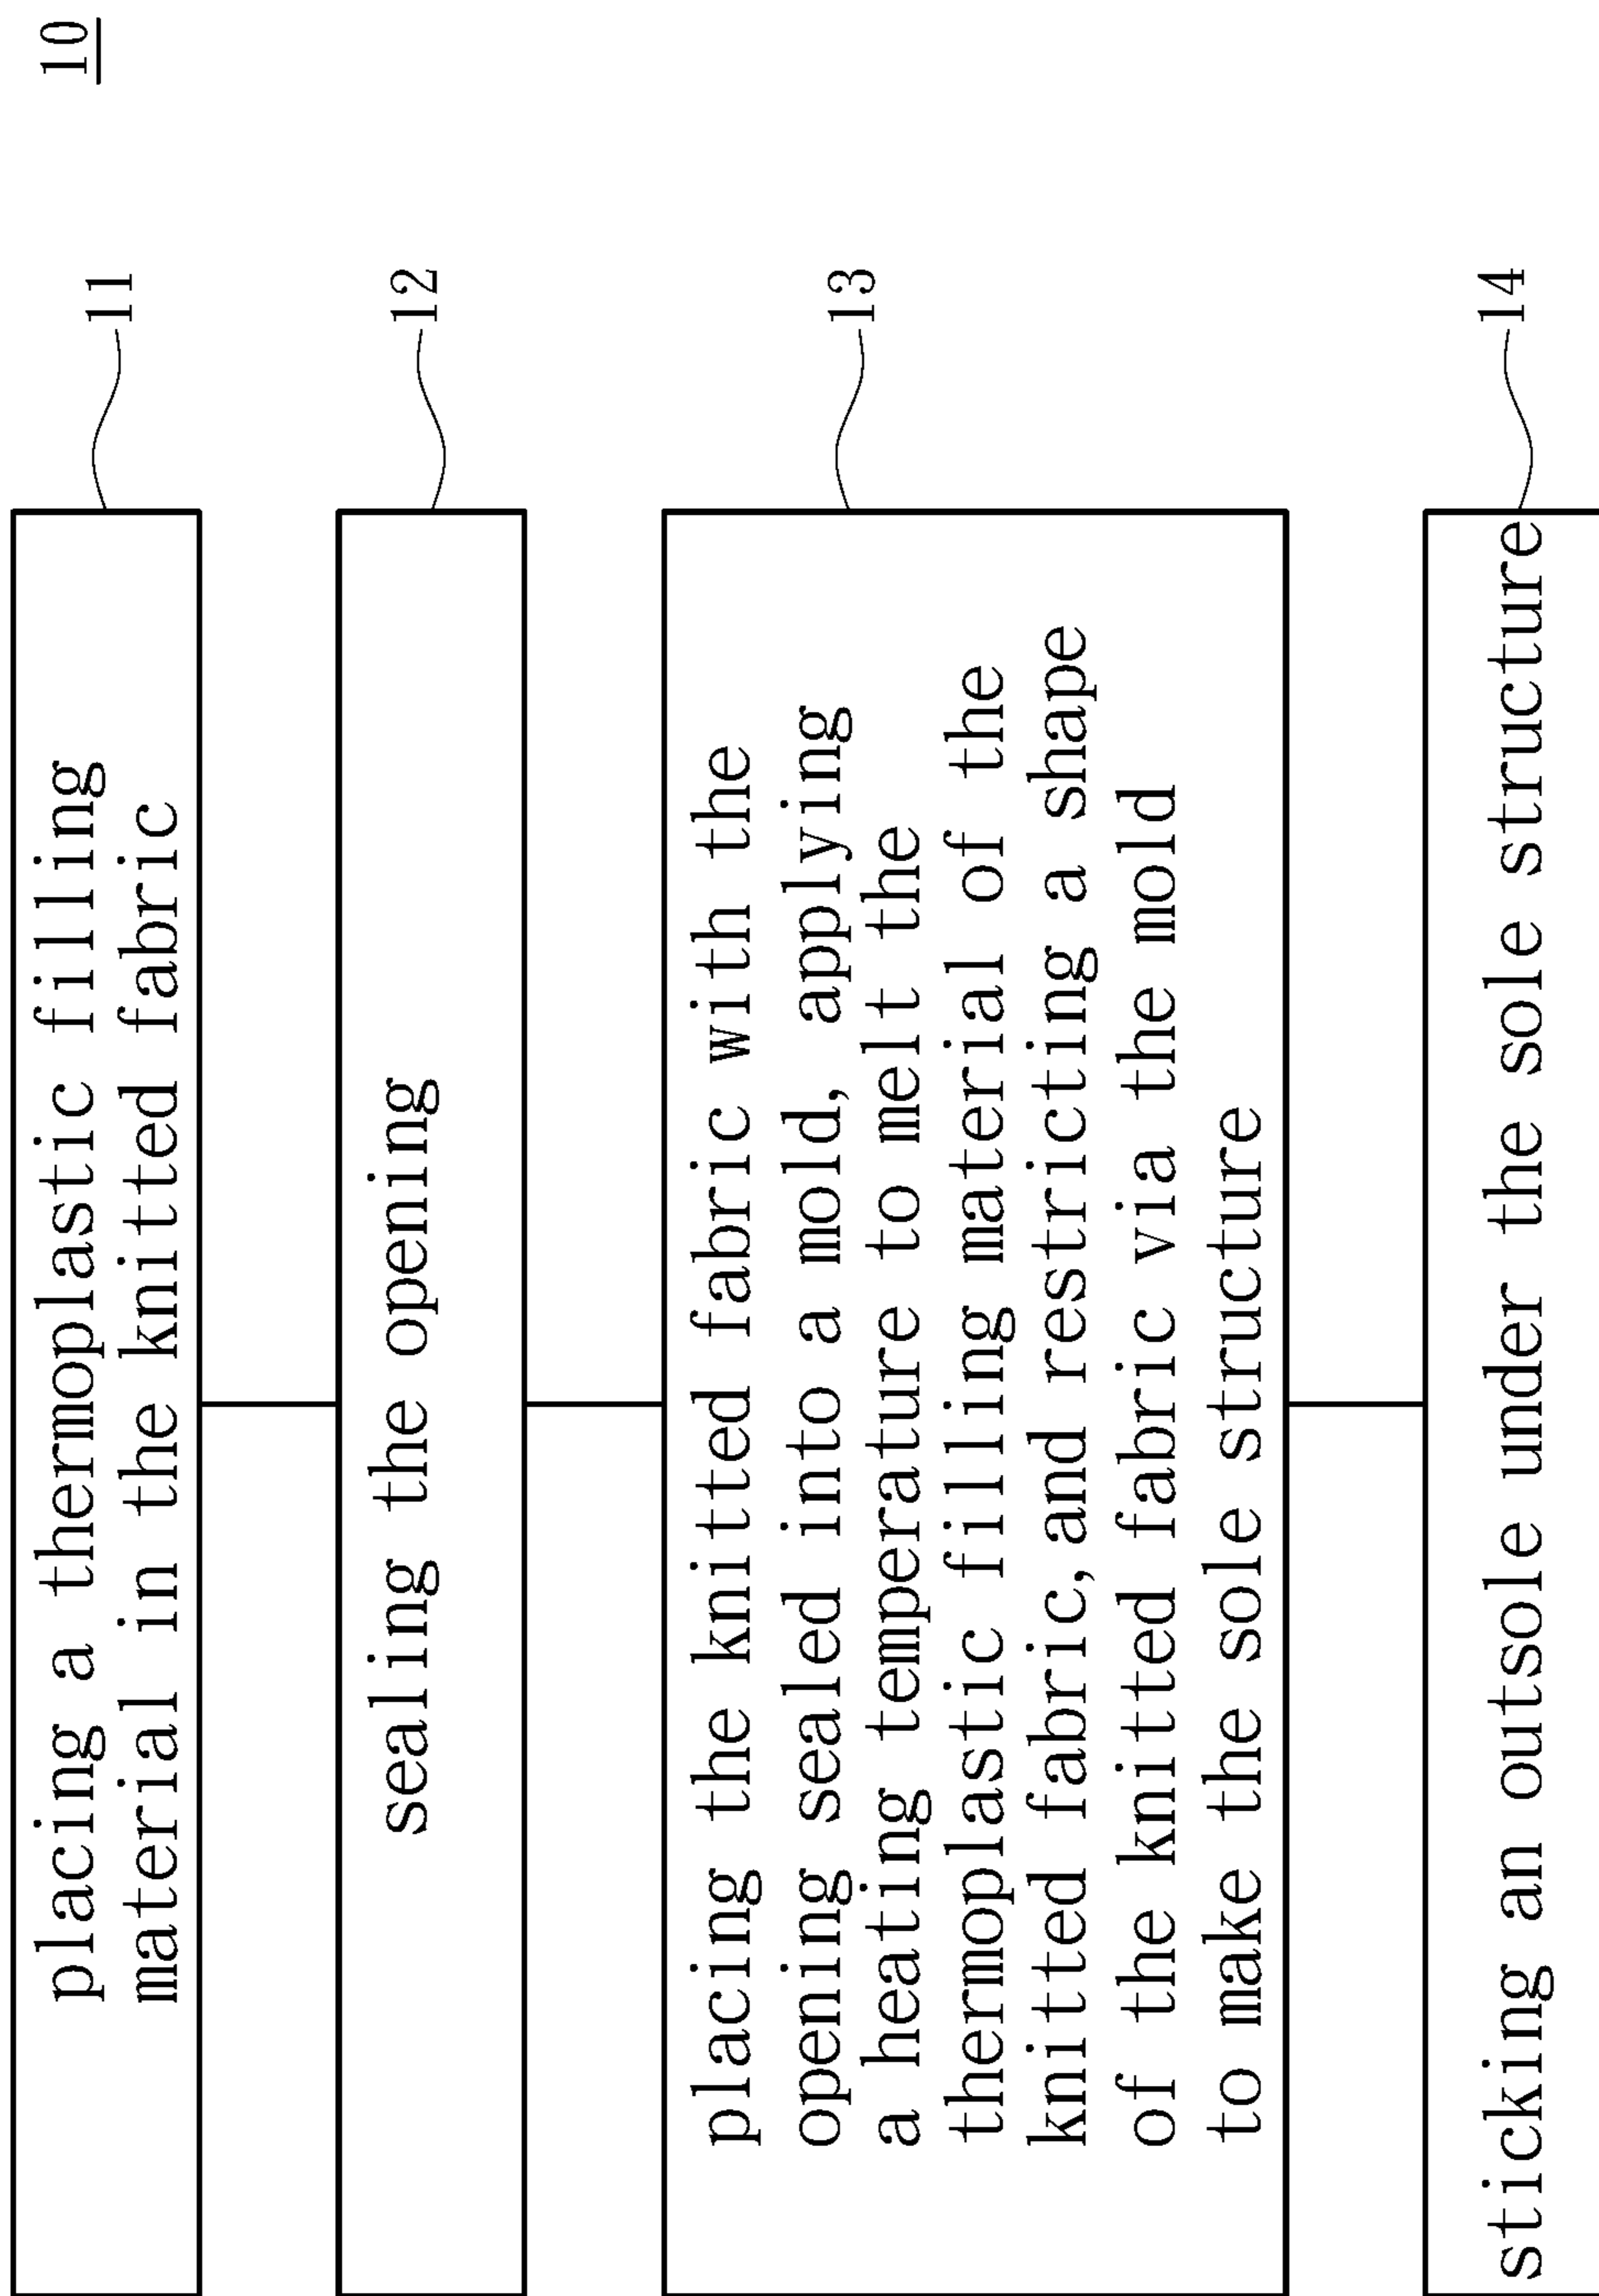 10
placing a thermoplastic filling
material in the knitted fabric
11
sealing the opening
12
placing the knitted fabric with the
opening sealed into a mold, applying
a heating temperature to melt the
thermoplastic filling material of the
knitted fabric, and restricting a shape
of the knitted fabric via the mold
to make the sole structure
13
sticking an outsole under the sole structure
14